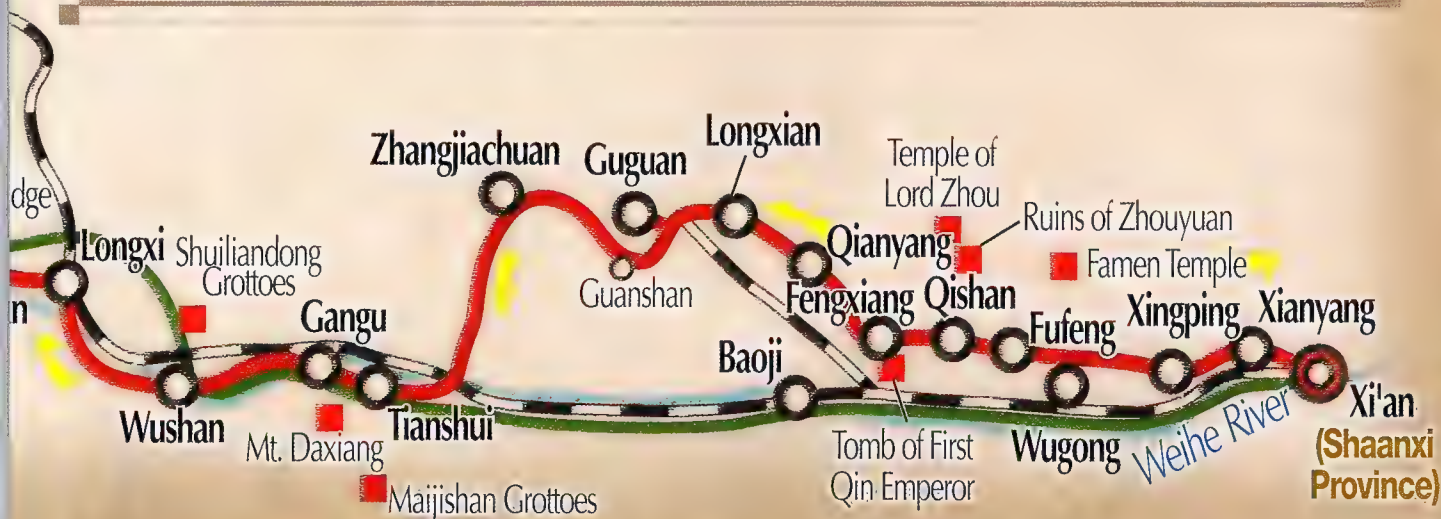 Zhangjiachuan
Guguan
Longxian
Temple of
Lord Zhou
Ruins of Zhouyuan
dge
Longxi
Shuiliandong
Grottoes
Guanshan
Qianyang
Famen Temple
n
Gangu
Fengxiang
Qishan
Fufeng
Xingping
Xianyang
Baoji
Wushan
Mt. Daxiang
Tianshui
Maijishan Grottoes
Tomb of First
Qin Emperor
Wugong
Weihe River
Xi'an
(Shaanxi
Province)